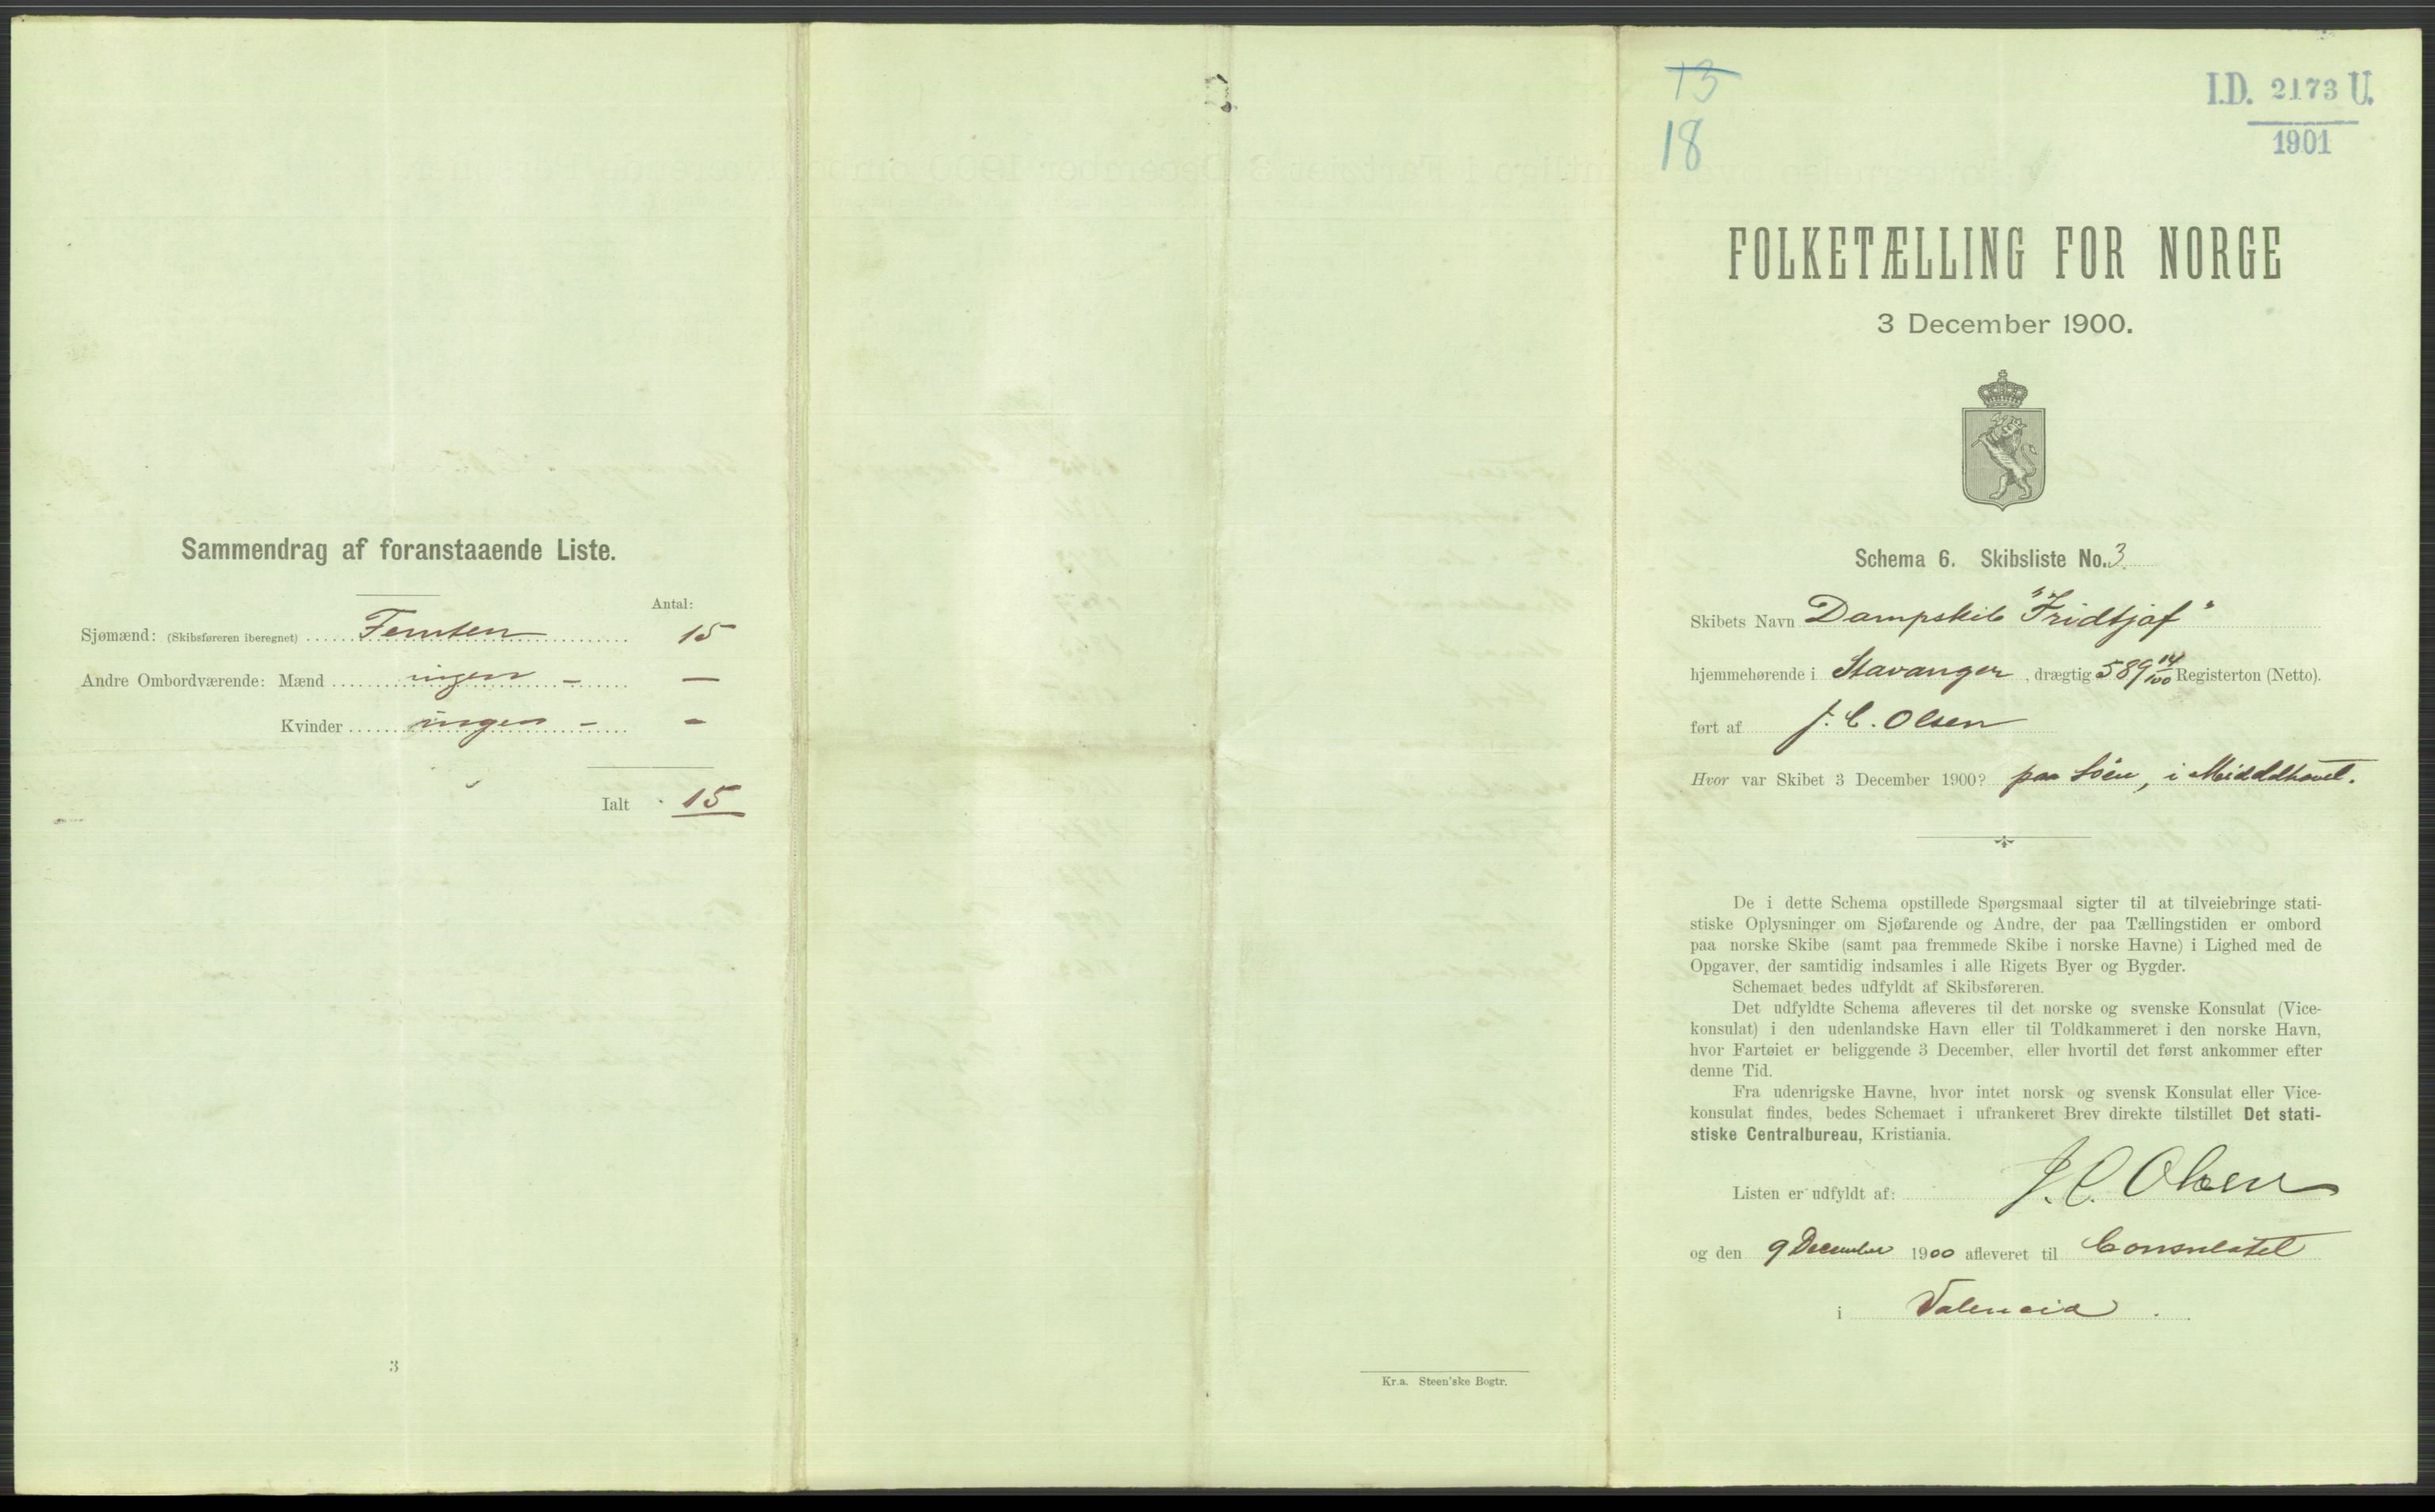 Sammendrag af foranstaaende Liste.
Antal:
Sjømænd: (Skibsføreren iberegnet) Femten 15
Andre Ombordværende: Mænd ingen – —
Kvinder ingen – –
Ialt 15
3
Kr.a. Steen'ske Bogtr.
13
18
I.D. 2173 U.
1901
FOLKETÆLLING FOR NORGE
3 December 1900.
Schema 6. Skibsliste No. 3.
Skibets Navn Dampskib "Fridtjof"
hjemmehørende i Stavanger, drægtig 589 14/100 Registerton (Netto).
ført af J. C. Olsen
Hvor var Skibet 3 December 1900? paa Söen, i Middelhavet.
De i dette Schema opstillede Spørgsmaal sigter til at tilveiebringe stati-
stiske Oplysninger om Sjøfarende og Andre, der paa Tællingstiden er ombord
paa norske Skibe (samt paa fremmede Skibe i norske Havne) i Lighed med de
Opgaver, der samtidig indsamles i alle Rigets Byer og Bygder.
Schemaet bedes udfyldt af Skibsføreren.
Det udfyldte Schema afleveres til det norske og svenske Konsulat (Vice-
konsulat) i den udenlandske Havn eller til Toldkammeret i den norske Havn,
hvor Fartøiet er beliggende 3 December, eller hvortil det først ankommer efter
denne Tid.
Fra udenrigske Havne, hvor intet norsk og svensk Konsulat eller Vice-
konsulat findes, bedes Schemaet i ufrankeret Brev direkte tilstillet Det stati-
stiske Centralbureau, Kristiania.
Listen er udfyldt af: J. C. Olsen
og den 9 December 1900 afleveret til Consulatet
i Valencia.